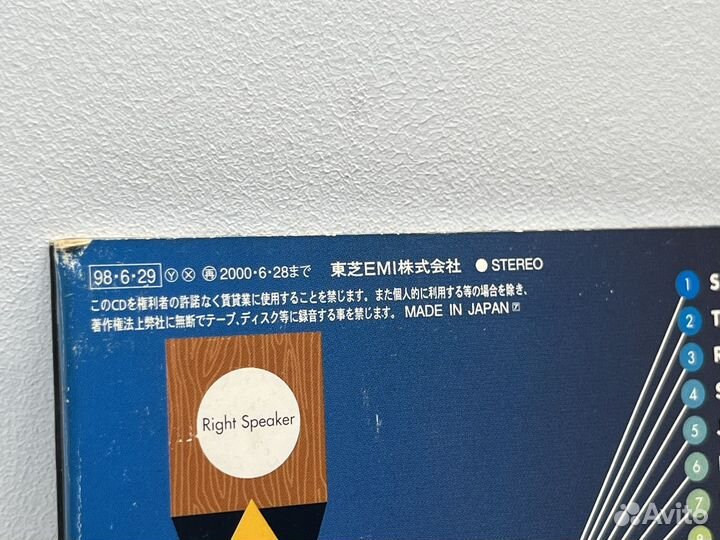 98・6・29 Ⓨ Ⓧ 再 2000・6・28まで 東芝EMI株式会社 ● STEREO
このCDを権利者の許諾なく賃貸業に使用することを禁じます。また個人的に利用する等の場合を除き、
著作権法上弊社に無断でテープ、ディスク等に録音する事を禁じます。 MADE IN JAPAN ア
Right Speaker
1 S
2 T
3 R
4 S
5
6
7
8
Avito